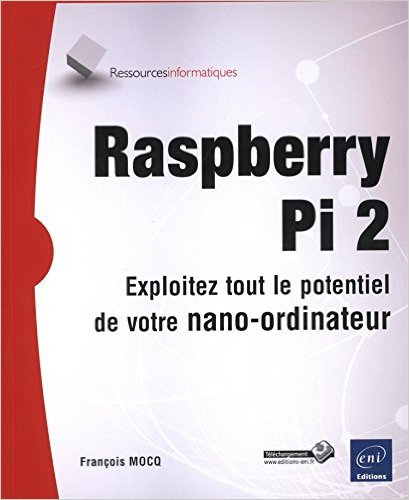 Ressourcesinformatiques
Raspberry
Pi 2
Exploitez tout le potentiel
de votre nano-ordinateur
François MOCQ
Téléchargement
www.editions-eni.fr
eni
Editions